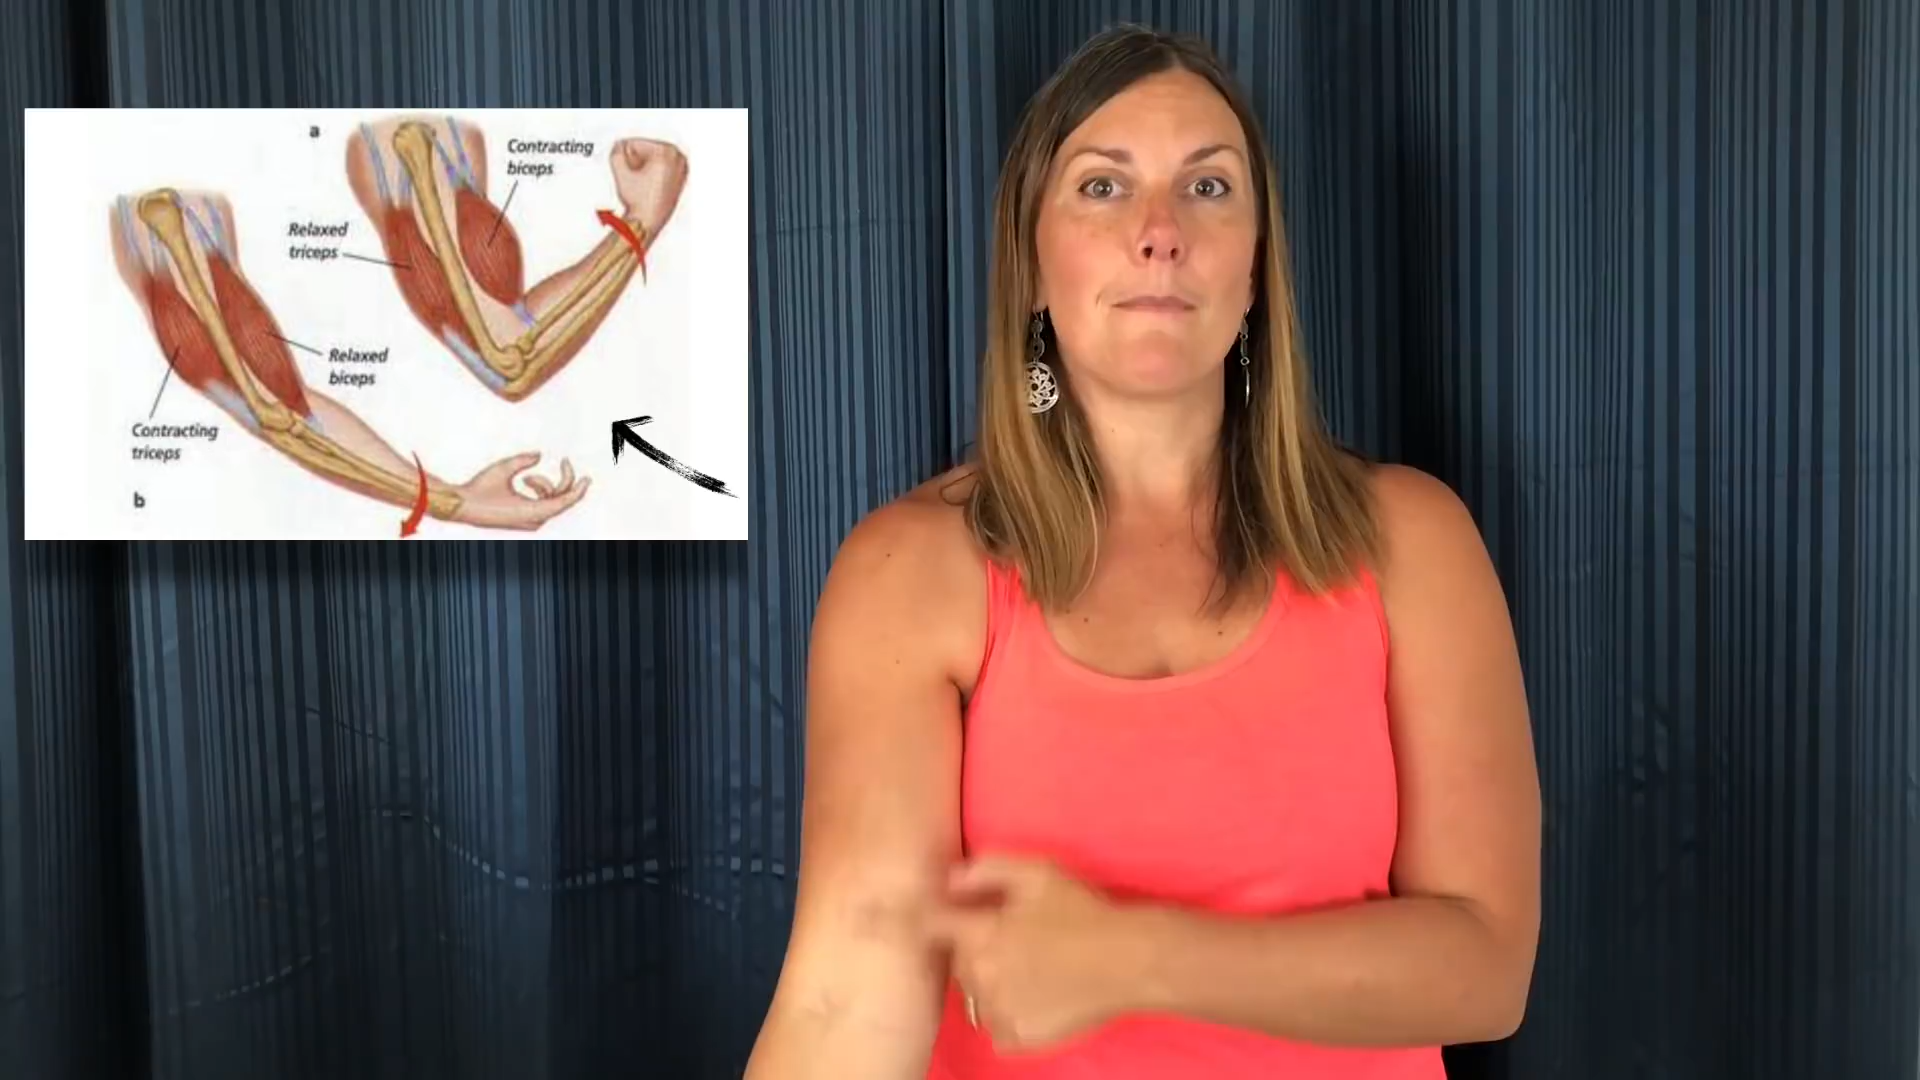 a
Contracting
biceps
Relaxed
triceps
Relaxed
biceps
Contracting
triceps
b